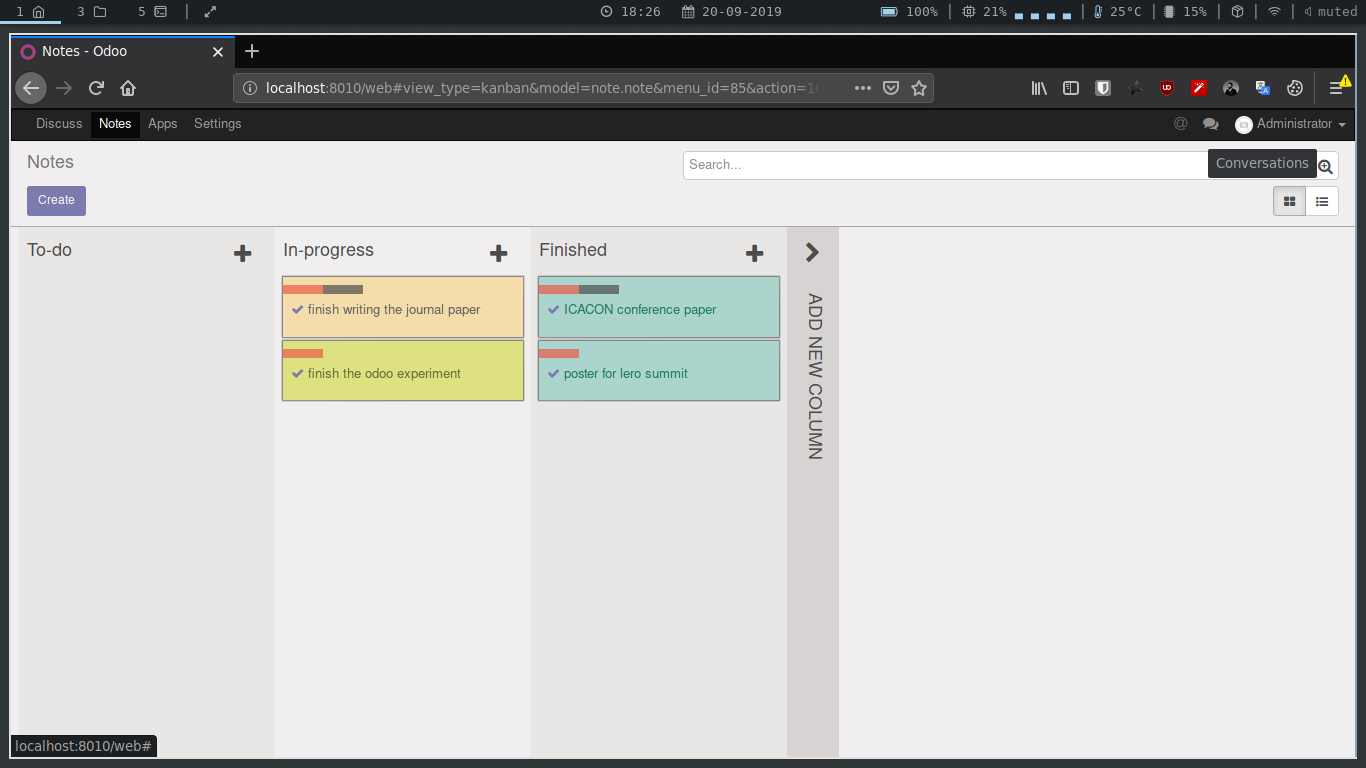 1 3 5 18:26 20-09-2019 100% 21% 25°C 15% muted
Notes - Odoo
localhost:8010/web#view_type=kanban&model=note.note&menu_id=85&action=1
Discuss Notes Apps Settings @ Administrator
Notes Search... Conversations
Create
To-do In-progress Finished
finish writing the journal paper ICACON conference paper
finish the odoo experiment poster for lero summit
ADD NEW COLUMN
localhost:8010/web#